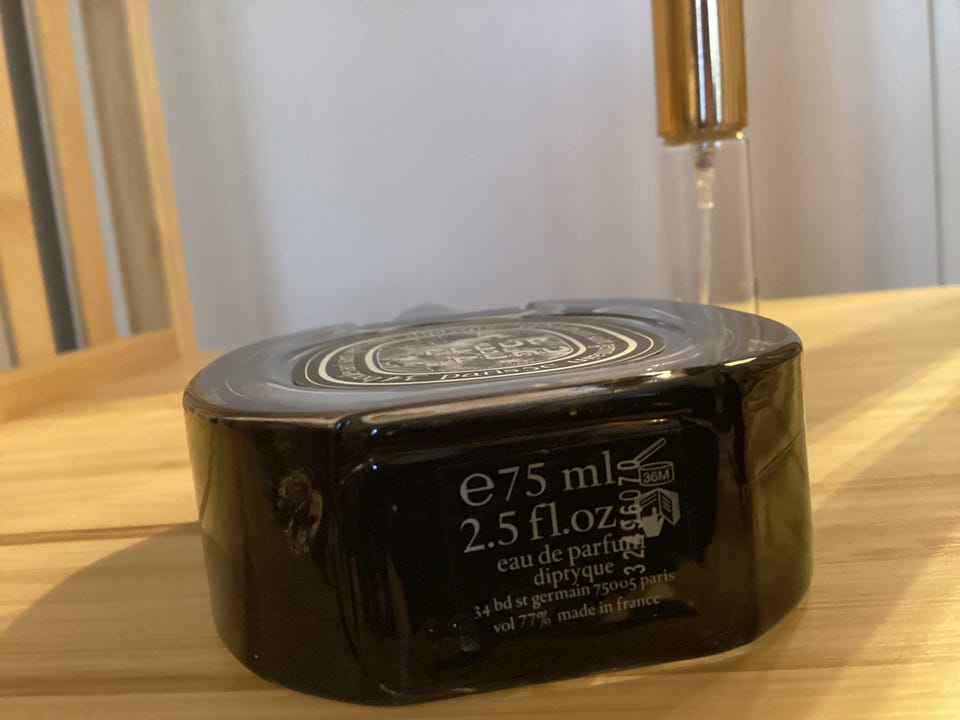 e75 ml
2.5 fl.oz
eau de parfum
diptyque
34 bd st germain 75005 paris
vol 77% made in france
36M